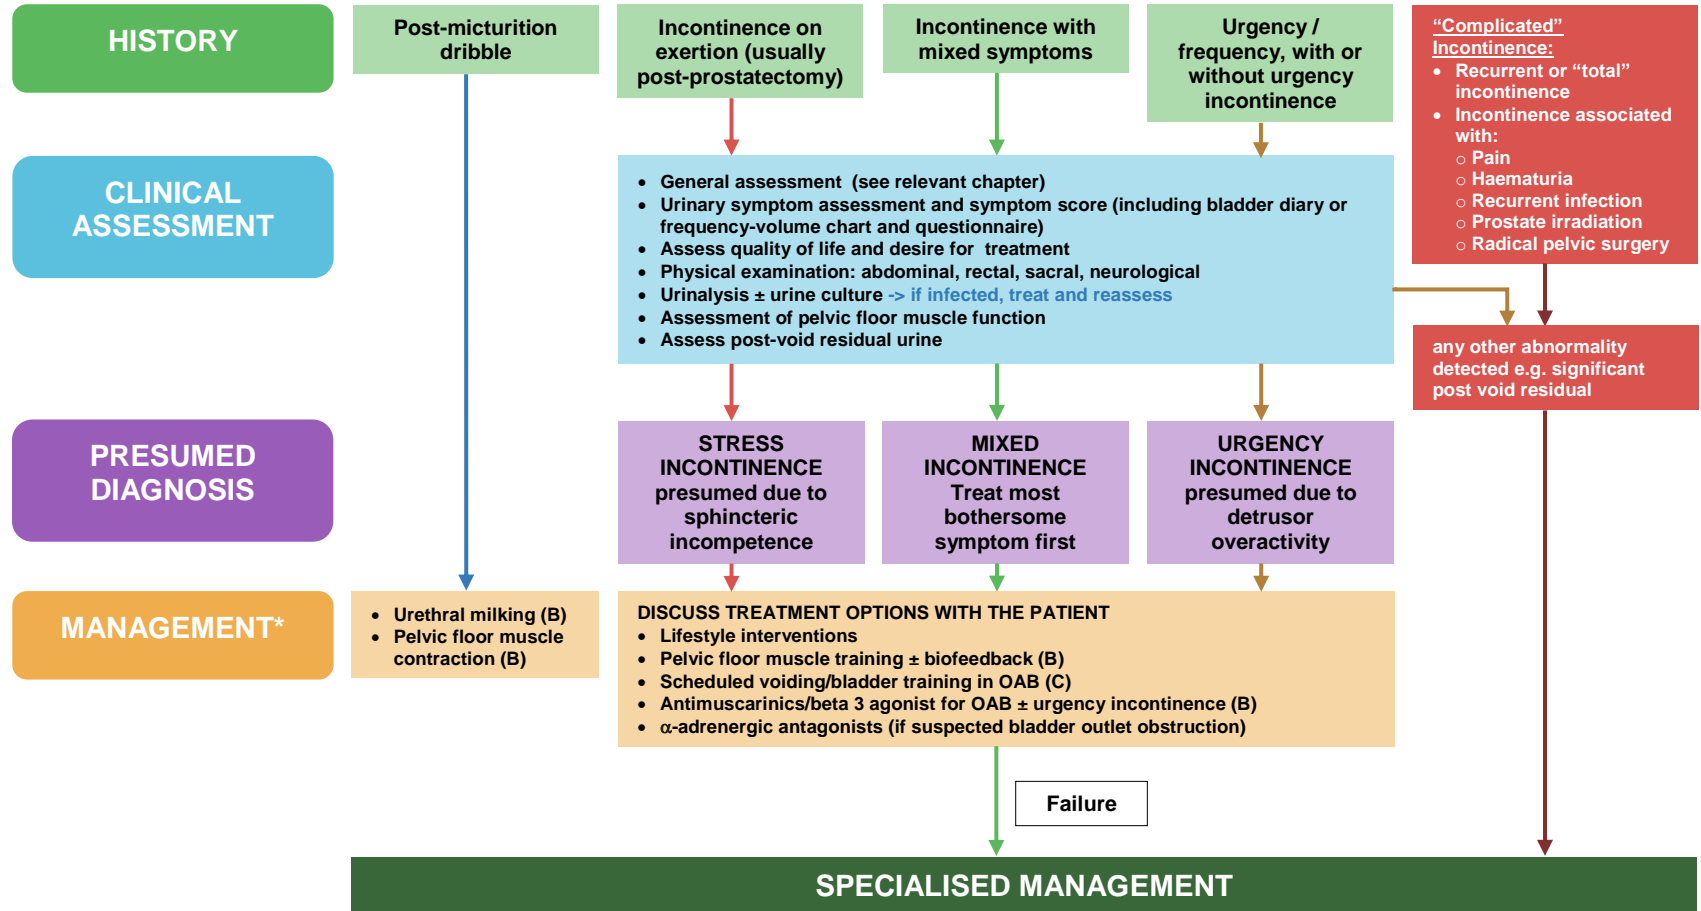 HISTORY
Post-micturition
dribble
Incontinence on
exertion (usually
post-prostatectomy)
Incontinence with
mixed symptoms
Urgency /
frequency, with or
without urgency
incontinence
“Complicated”
Incontinence:
• Recurrent or “total”
incontinence
• Incontinence associated
with:
○ Pain
○ Haematuria
○ Recurrent infection
○ Prostate irradiation
○ Radical pelvic surgery
CLINICAL
ASSESSMENT
• General assessment (see relevant chapter)
• Urinary symptom assessment and symptom score (including bladder diary or
frequency-volume chart and questionnaire)
• Assess quality of life and desire for treatment
• Physical examination: abdominal, rectal, sacral, neurological
• Urinalysis ± urine culture -> if infected, treat and reassess
• Assessment of pelvic floor muscle function
• Assess post-void residual urine
any other abnormality
detected e.g. significant
post void residual
PRESUMED
DIAGNOSIS
STRESS
INCONTINENCE
presumed due to
sphincteric
incompetence
MIXED
INCONTINENCE
Treat most
bothersome
symptom first
URGENCY
INCONTINENCE
presumed due to
detrusor
overactivity
MANAGEMENT*
• Urethral milking (B)
• Pelvic floor muscle
contraction (B)
DISCUSS TREATMENT OPTIONS WITH THE PATIENT
• Lifestyle interventions
• Pelvic floor muscle training ± biofeedback (B)
• Scheduled voiding/bladder training in OAB (C)
• Antimuscarinics/beta 3 agonist for OAB ± urgency incontinence (B)
• α-adrenergic antagonists (if suspected bladder outlet obstruction)
Failure
SPECIALISED MANAGEMENT